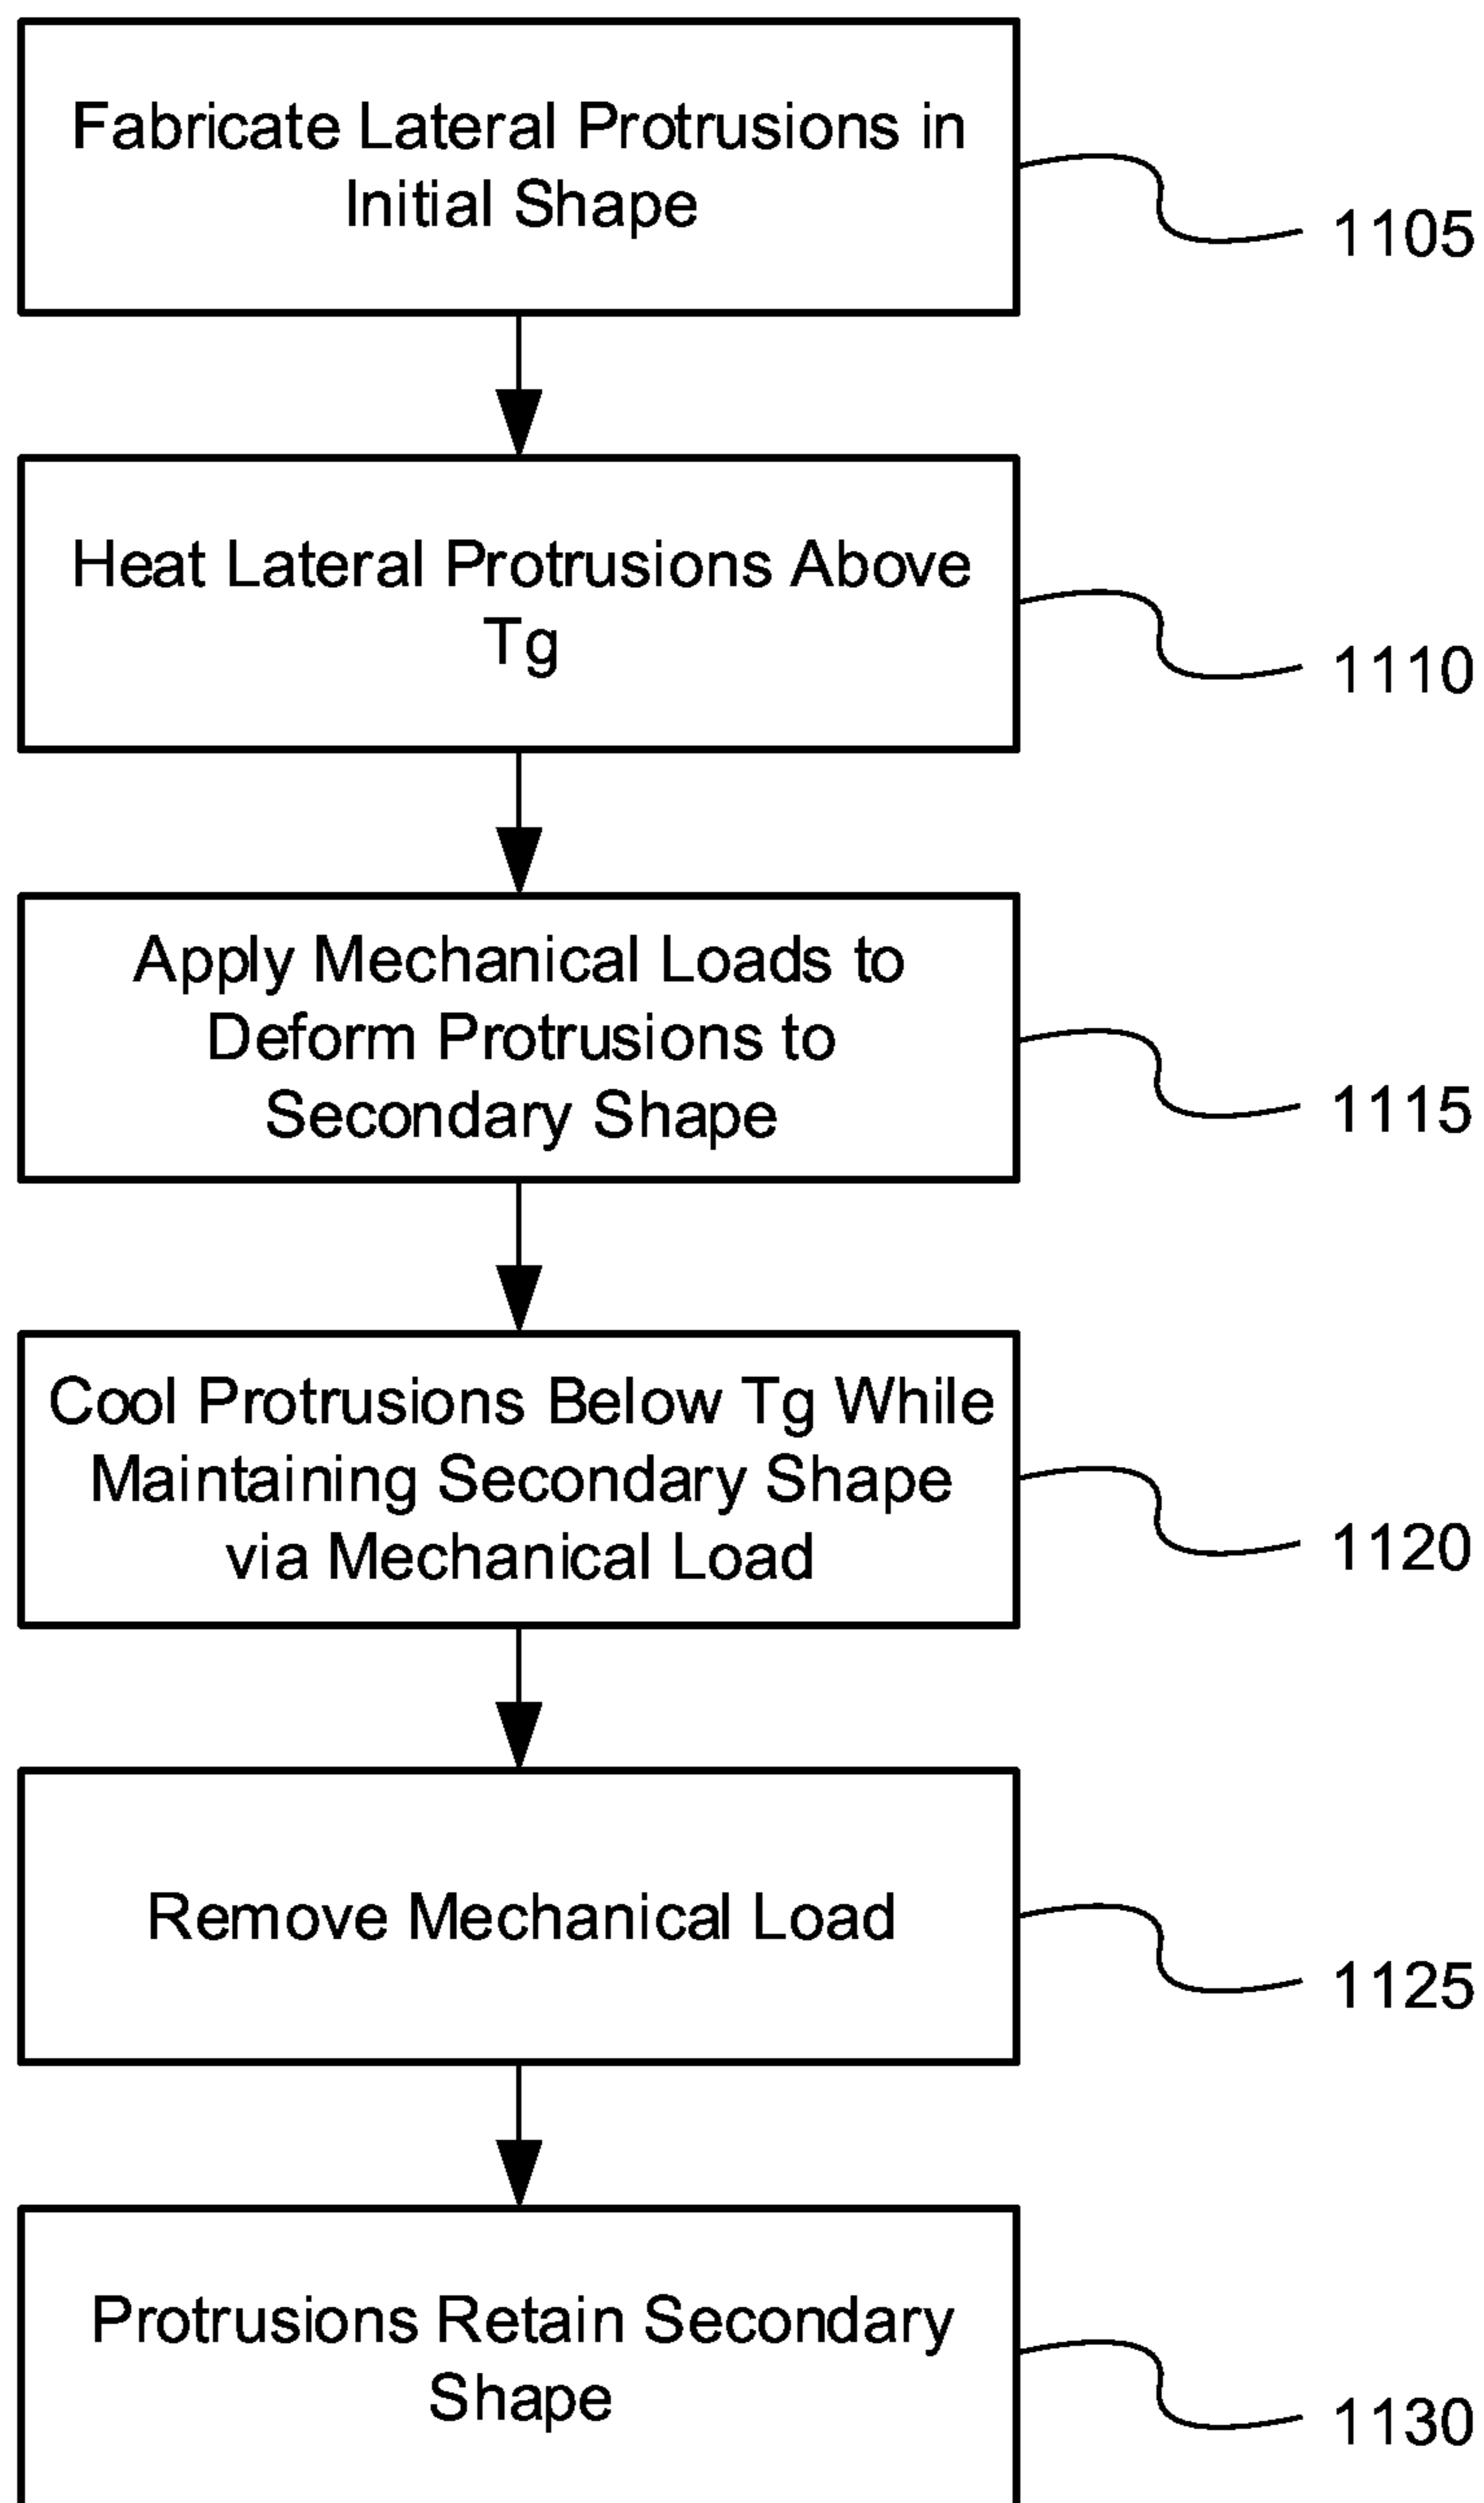 Fabricate Lateral Protrusions in
Initial Shape
1105
Heat Lateral Protrusions Above
Tg
1110
Apply Mechanical Loads to
Deform Protrusions to
Secondary Shape
1115
Cool Protrusions Below Tg While
Maintaining Secondary Shape
via Mechanical Load
1120
Remove Mechanical Load
1125
Protrusions Retain Secondary
Shape
1130